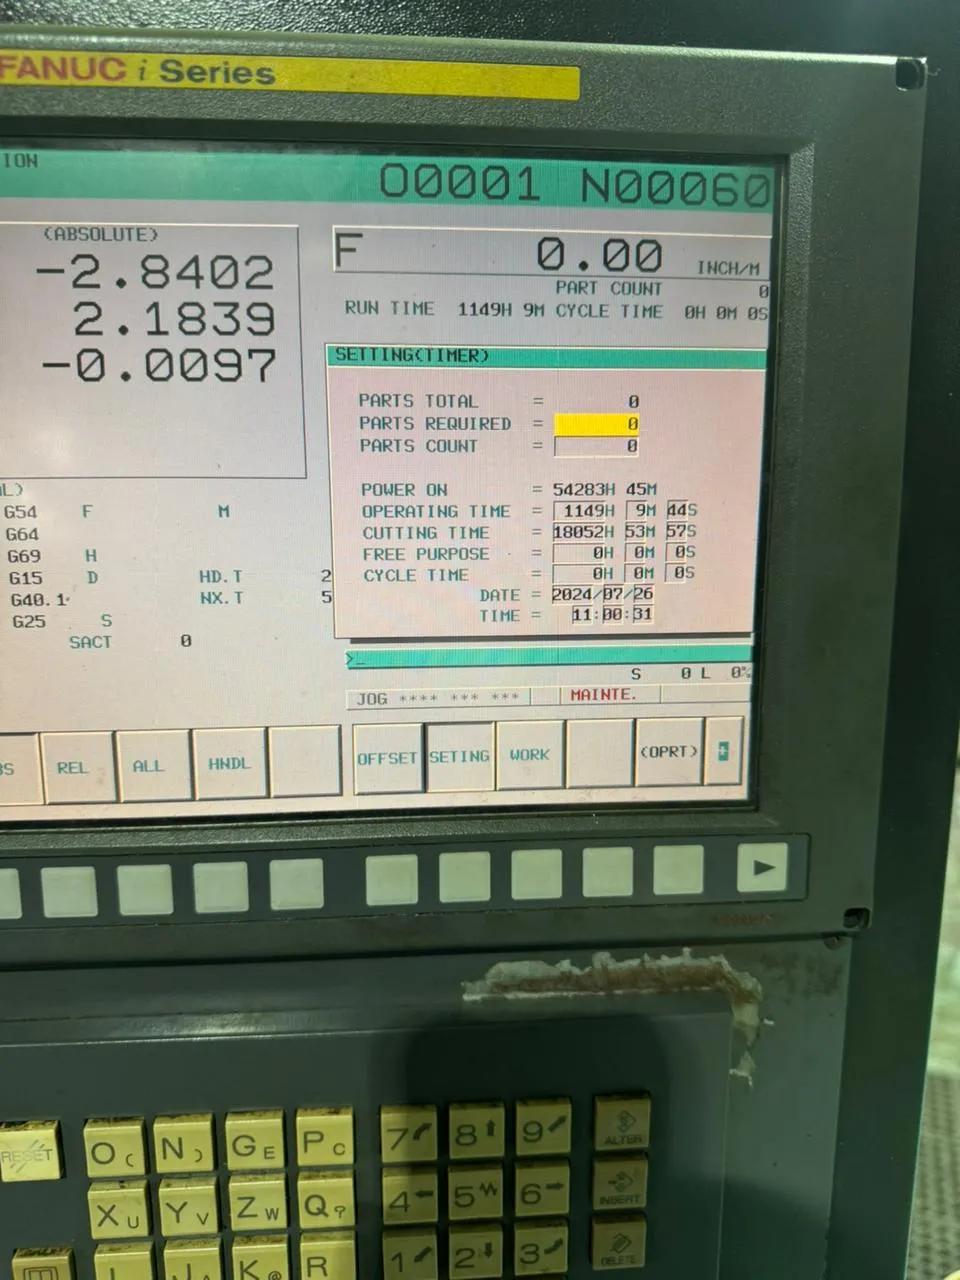 FANUC i Series
ION
O0001 N00060
(ABSOLUTE)
-2.8402
2.1839
-0.0097
F 0.00 INCH/M
PART COUNT 0
RUN TIME 1149H 9M CYCLE TIME 0H 0M 0S
SETTING(TIMER)
PARTS TOTAL = 0
PARTS REQUIRED = 0
PARTS COUNT = 0
POWER ON = 54283H 45M
OPERATING TIME = 1149H 9M 44S
CUTTING TIME = 18052H 53M 57S
FREE PURPOSE = 0H 0M 0S
CYCLE TIME = 0H 0M 0S
DATE = 2024/07/26
TIME = 11:00:31
L)
G54 F M
G64
G69 H
G15 D HD.T 2
G40.1 NX.T 5
G25 S
SACT 0
>_
S 0 L 0%
JOG **** *** ***
MAINTE.
BS REL ALL HNDL
OFFSET SETING WORK (OPRT) +
RESET
O ( N ) G E P C
7 8 9 ALTER
X U Y V Z W Q ?
4 5 6 INSERT
R
1 2 3 DELETE
K @